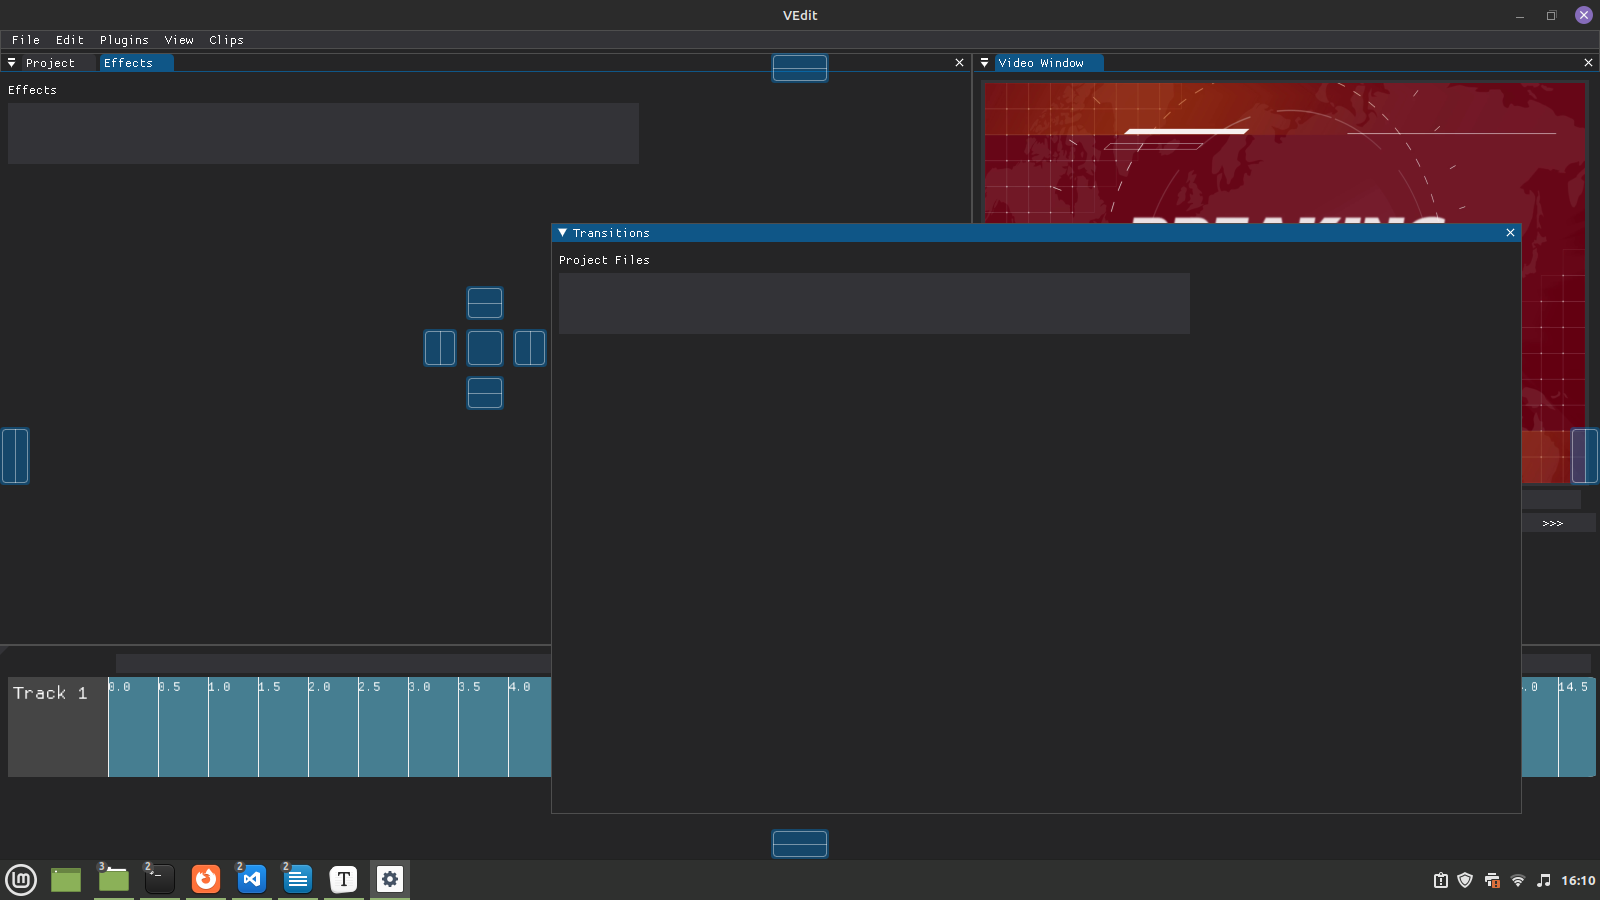 VEdit
File Edit Plugins View Clips
Project Effects
Video Window
Effects
BREAKING
Transitions
Project Files
>>>
Track 1
0.0 0.5 1.0 1.5 2.0 2.5 3.0 3.5 4.0
.0 14.5
3 2 2 2
T
16:10